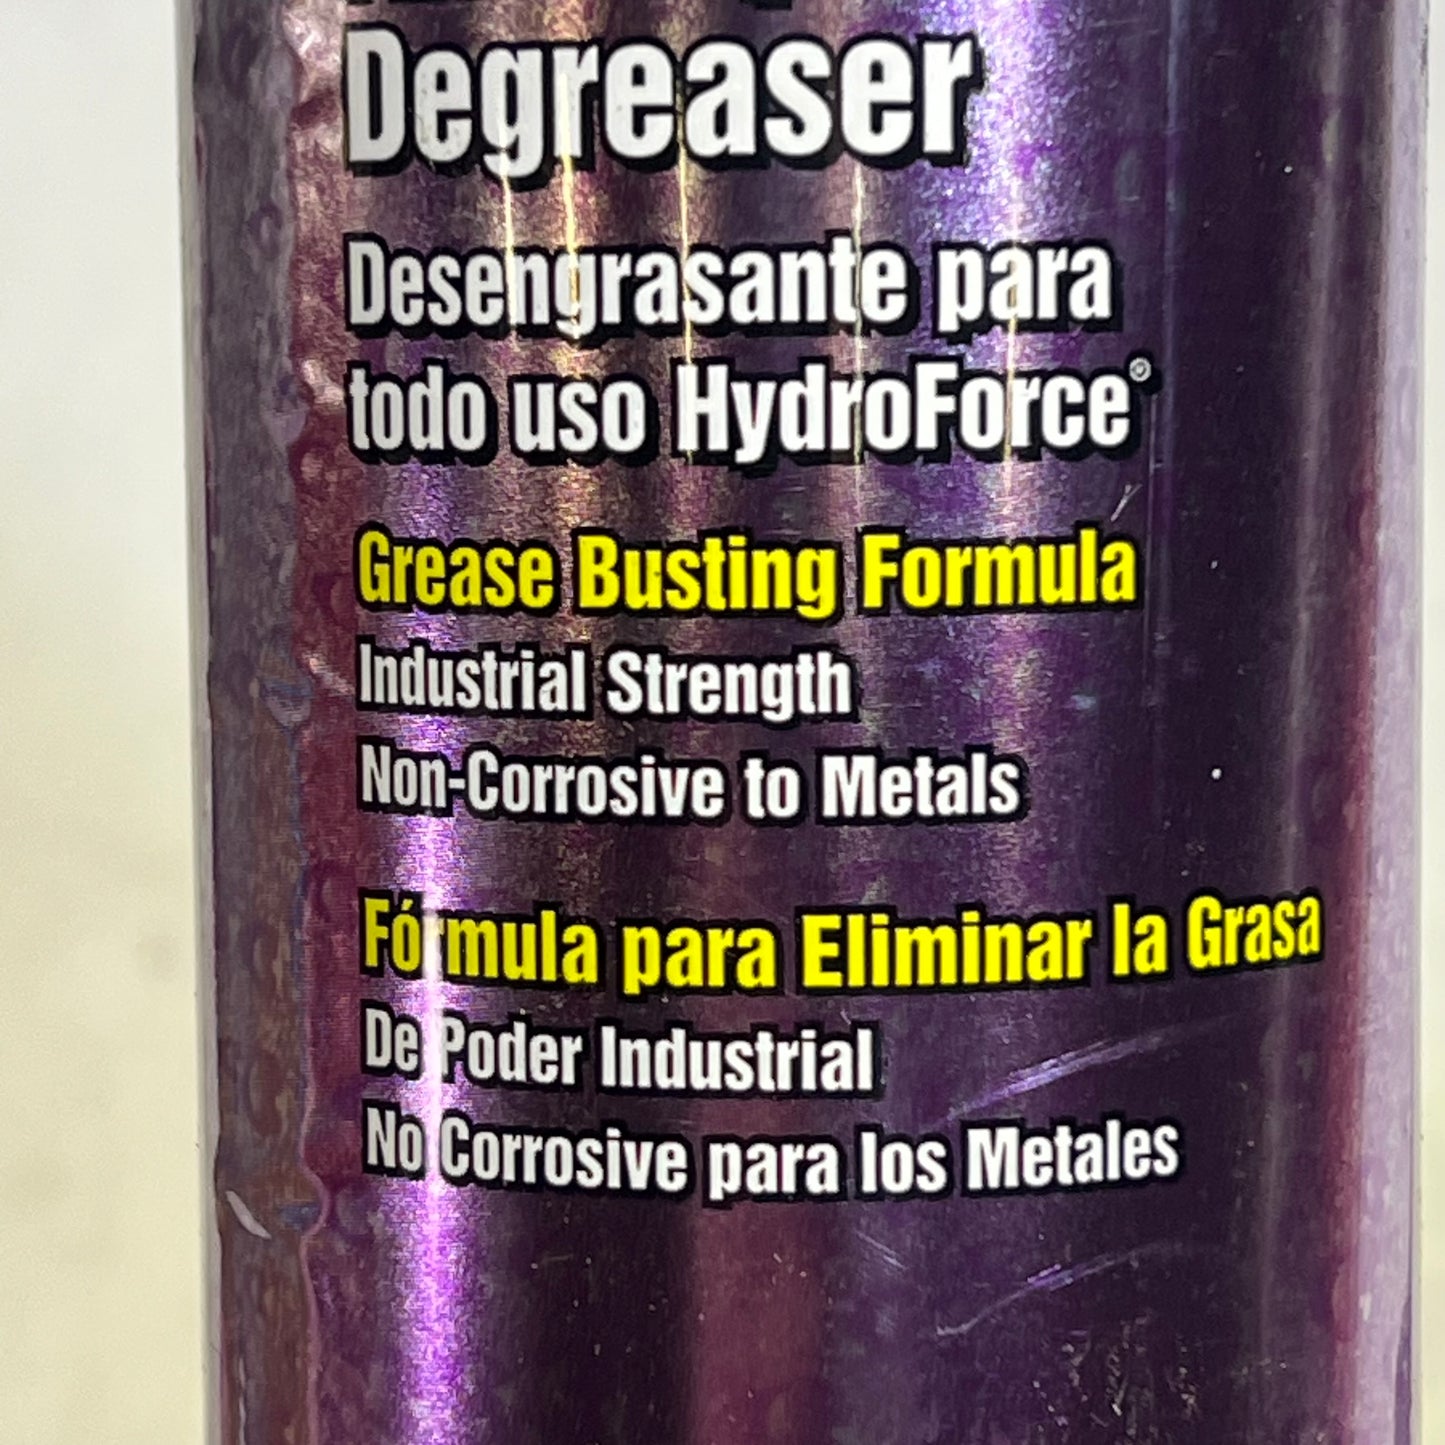 Degreaser
Desengrasante para
todo uso HydroForce®
Grease Busting Formula
Industrial Strength
Non-Corrosive to Metals
Fórmula para Eliminar la Grasa
De Poder Industrial
No Corrosive para los Metales